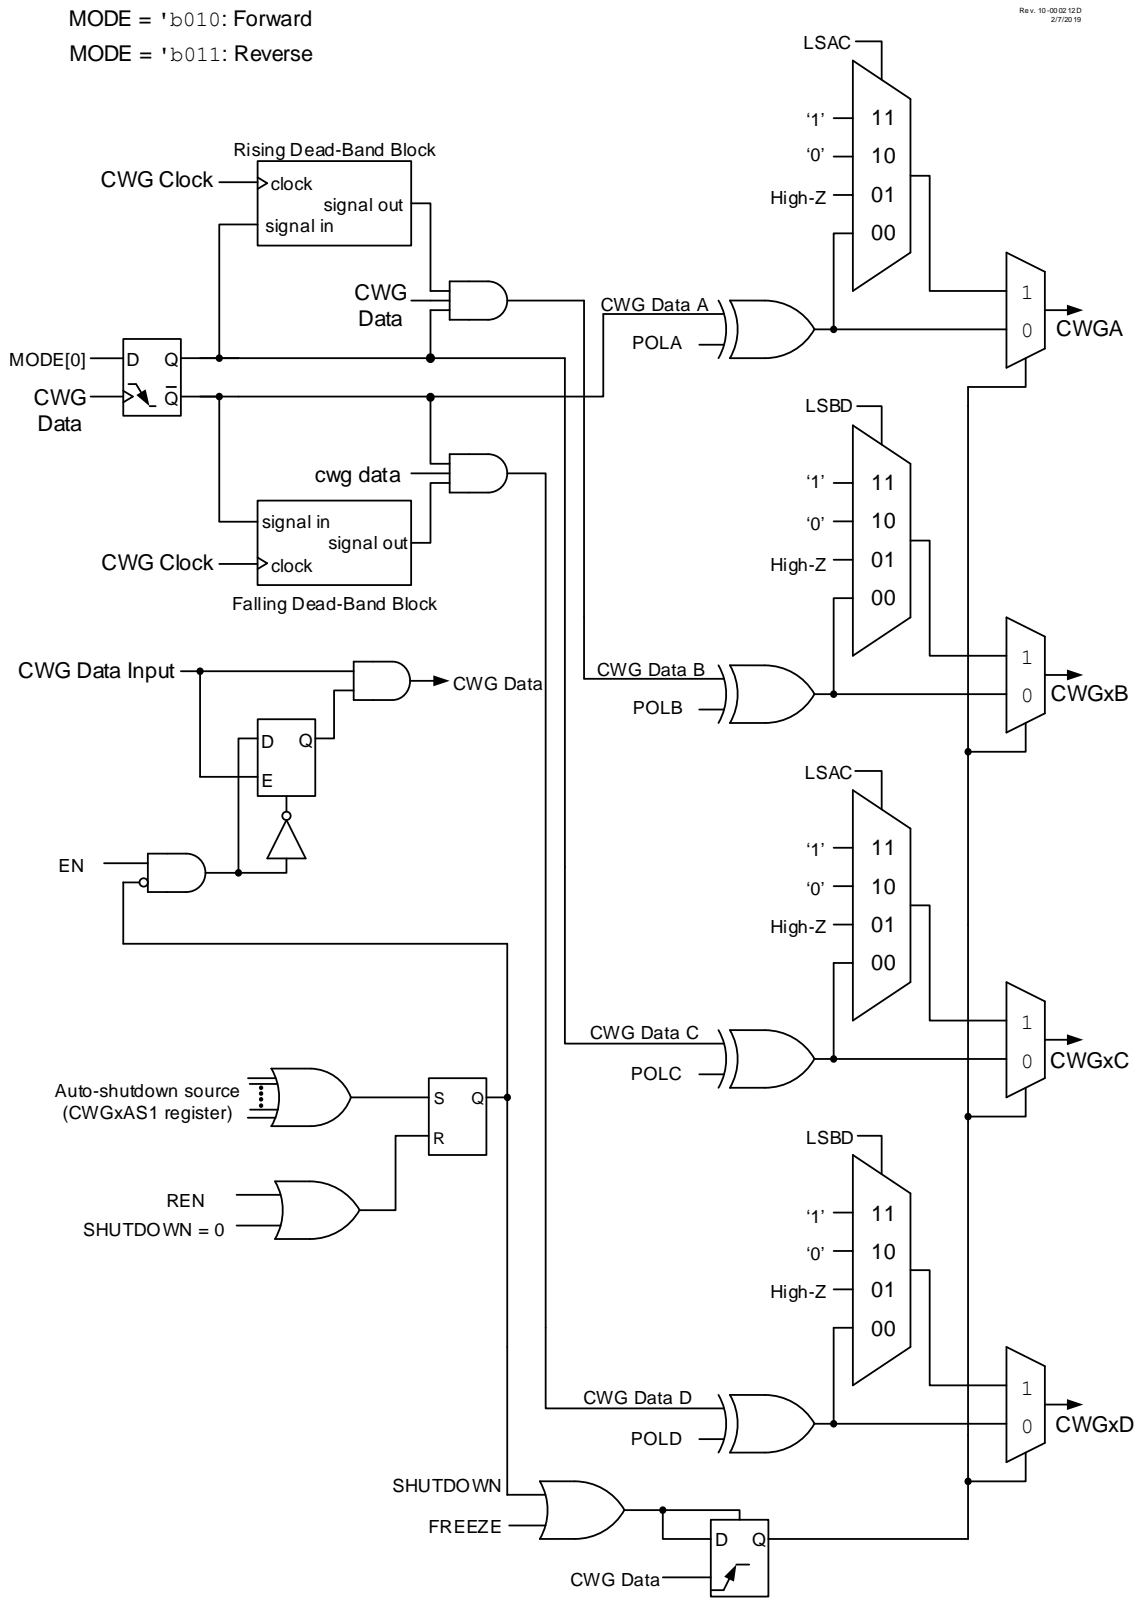 MODE = 'b010: Forward
MODE = 'b011: Reverse
Rev. 10-000212D
2/7/2019
Rising Dead-Band Block
CWG Clock
clock
signal out
signal in
CWG
Data
MODE[0]
D
Q
CWG
Data
Q
cwg data
signal in
signal out
CWG Clock
clock
Falling Dead-Band Block
CWG Data Input
CWG Data
D
Q
E
EN
Auto-shutdown source
(CWGxAS1 register)
S
Q
R
REN
SHUTDOWN = 0
SHUTDOWN
FREEZE
D
Q
CWG Data
LSAC
'1'
11
'0'
10
High-Z
01
00
CWG Data A
POLA
1
0
CWGA
LSBD
'1'
11
'0'
10
High-Z
01
00
CWG Data B
POLB
1
0
CWGxB
LSAC
'1'
11
'0'
10
High-Z
01
00
CWG Data C
POLC
1
0
CWGxC
LSBD
'1'
11
'0'
10
High-Z
01
00
CWG Data D
POLD
1
0
CWGxD